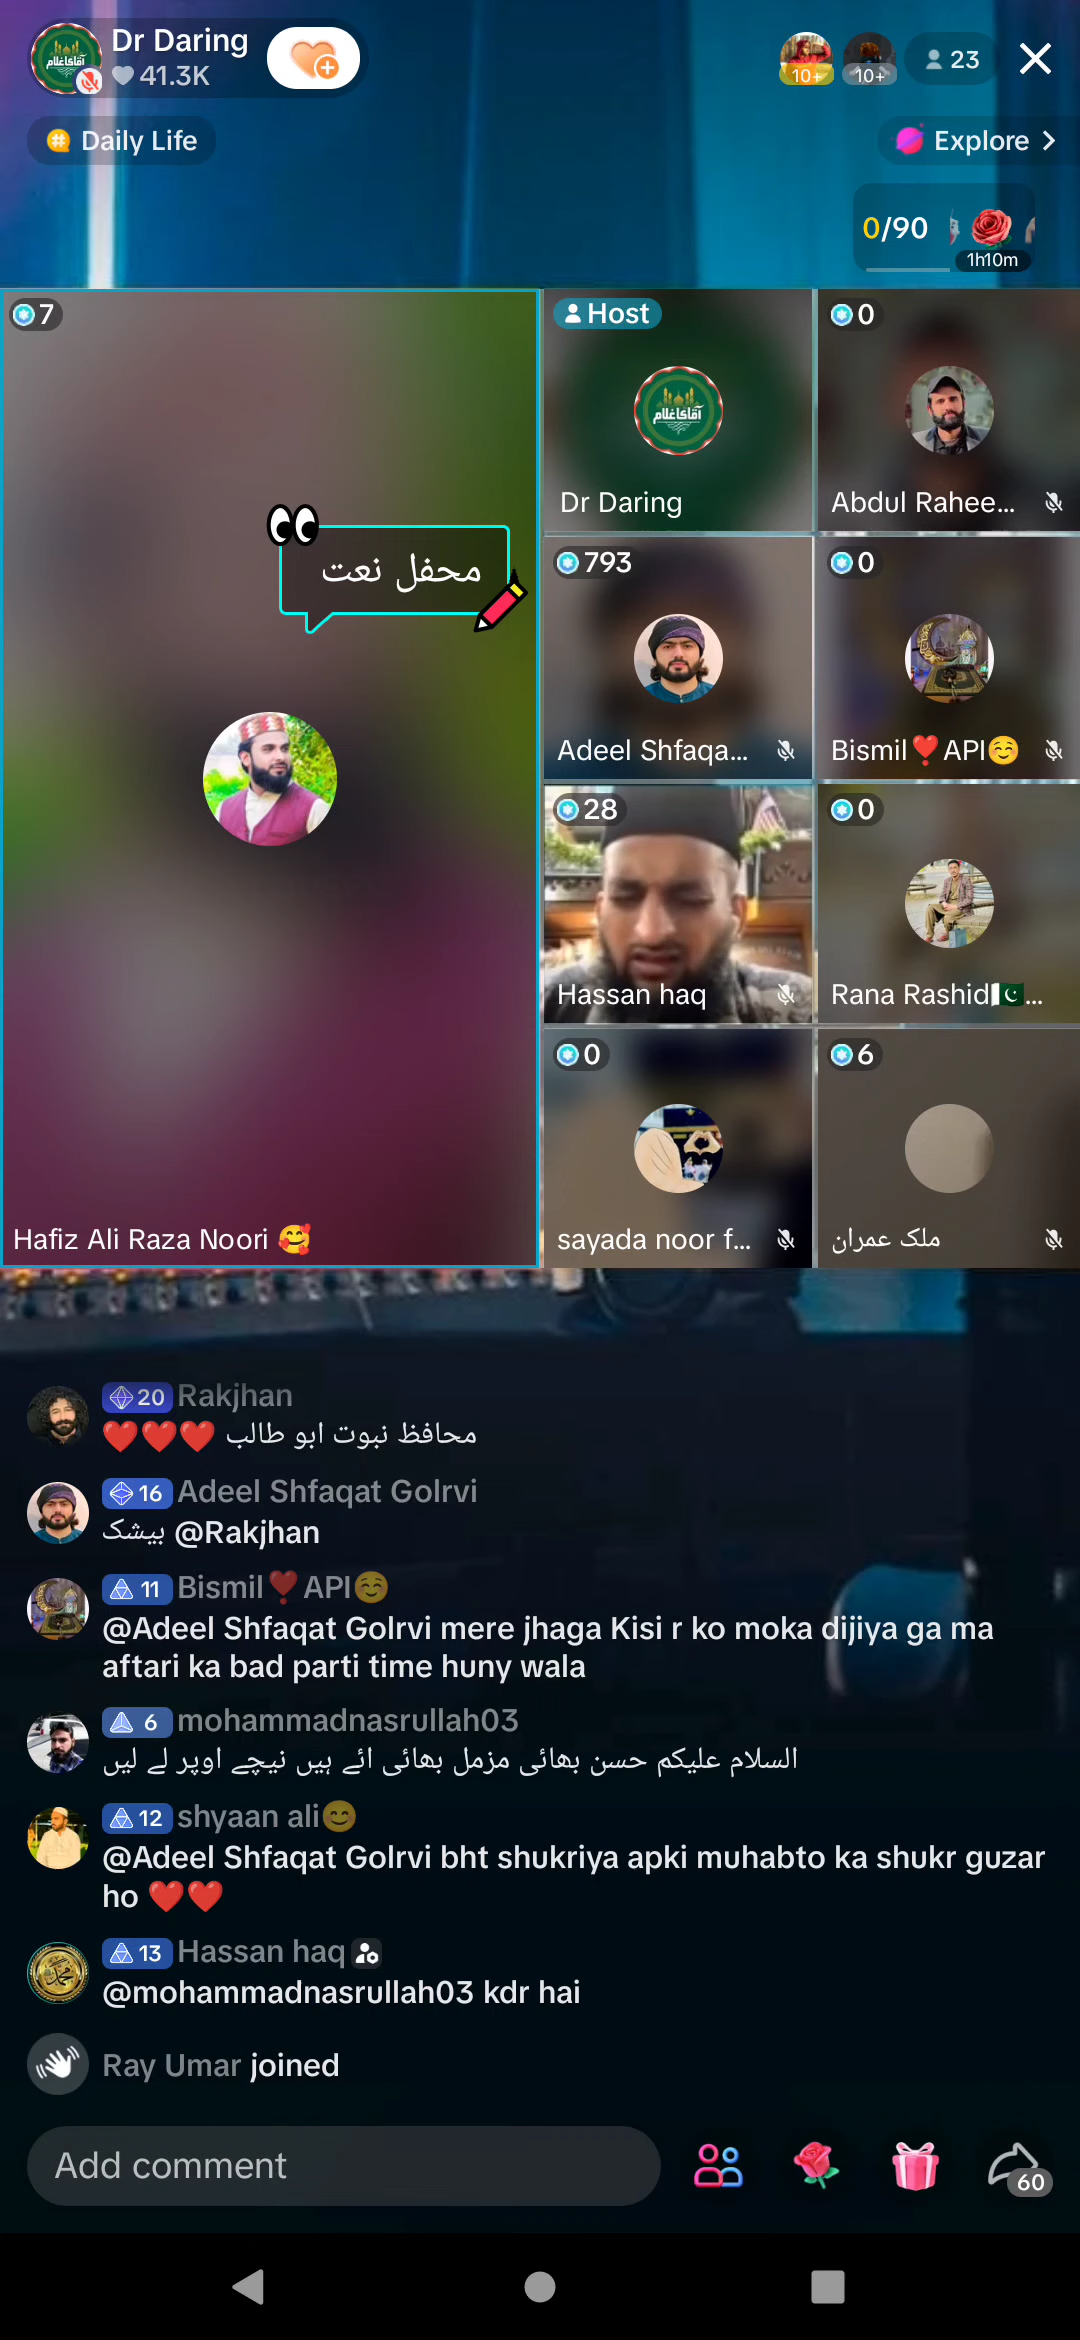 Dr Daring
41.3K
10+
10+
23
Daily Life
Explore
0/90
1h10m
7
محفل نعت
Hafiz Ali Raza Noori 🥰
Host
آقا کا غلام
Dr Daring
0
Abdul Rahee...
793
Adeel Shfaqa...
0
Bismil❣️API☺️
28
Hassan haq
0
Rana Rashid🇵🇰...
0
sayada noor f...
6
ملک عمران
20 Rakjhan
محافظ نبوت ابو طالب ❤️❤️❤️
16 Adeel Shfaqat Golrvi
@Rakjhan بیشک
11 Bismil❣️API☺️
@Adeel Shfaqat Golrvi mere jhaga Kisi r ko moka dijiya ga ma
aftari ka bad parti time huny wala
6 mohammadnasrullah03
السلام علیکم حسن بھائی مزمل بھائی ائے ہیں نیچے اوپر لے لیں
12 shyaan ali😊
@Adeel Shfaqat Golrvi bht shukriya apki muhabto ka shukr guzar
ho ❤️❤️
13 Hassan haq
@mohammadnasrullah03 kdr hai
Ray Umar joined
Add comment
60